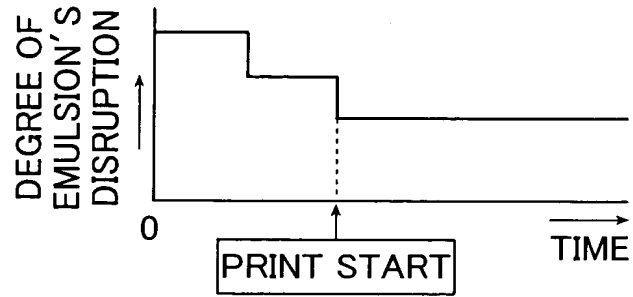 DEGREE OF
EMULSION'S
DISRUPTION
0
PRINT START
TIME